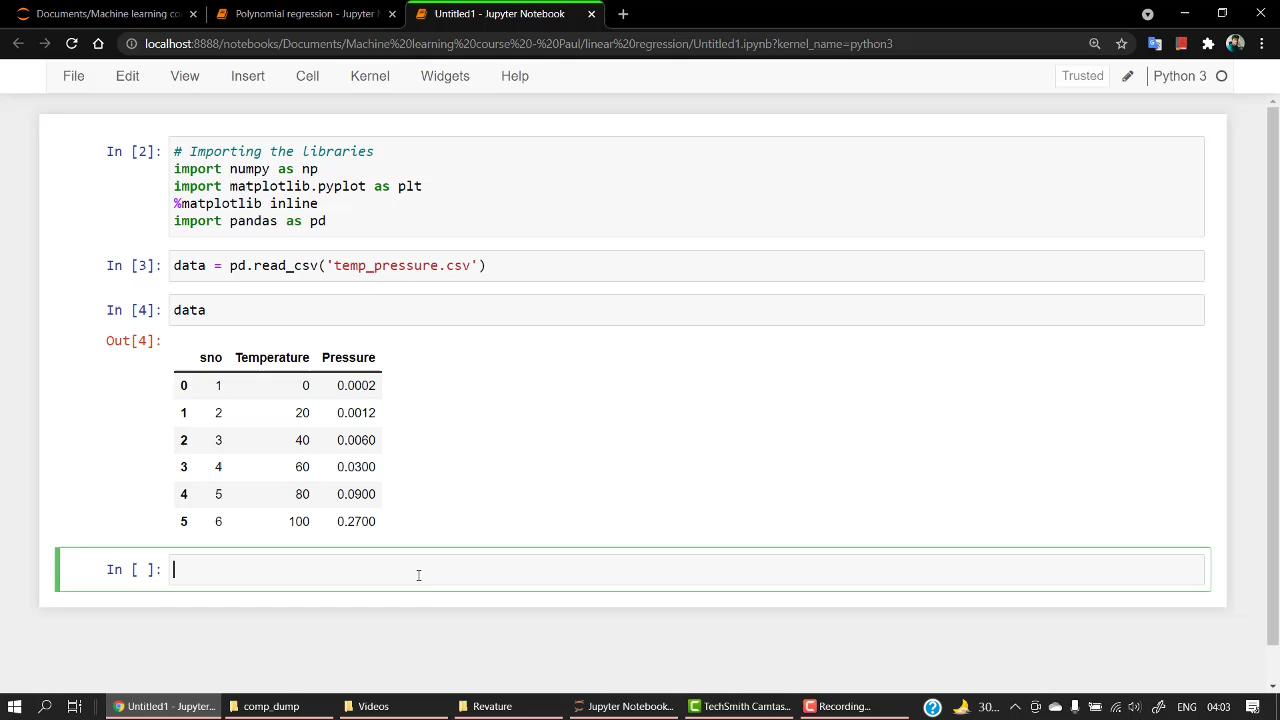 Documents/Machine learning co
Polynomial regression - Jupyter N
Untitled1 - Jupyter Notebook
localhost:8888/notebooks/Documents/Machine%20learning%20course%20-%20Paul/linear%20regression/Untitled1.ipynb?kernel_name=python3
File Edit View Insert Cell Kernel Widgets Help Trusted Python 3
In [2]: # Importing the libraries
import numpy as np
import matplotlib.pyplot as plt
%matplotlib inline
import pandas as pd
In [3]: data = pd.read_csv('temp_pressure.csv')
In [4]: data
Out[4]:
sno Temperature Pressure
0 1 0 0.0002
1 2 20 0.0012
2 3 40 0.0060
3 4 60 0.0300
4 5 80 0.0900
5 6 100 0.2700
In [ ]:
Untitled1 - Jupyter... comp_dump Videos Revature Jupyter Notebook... TechSmith Camtas... Recording... 30... ENG 04:03